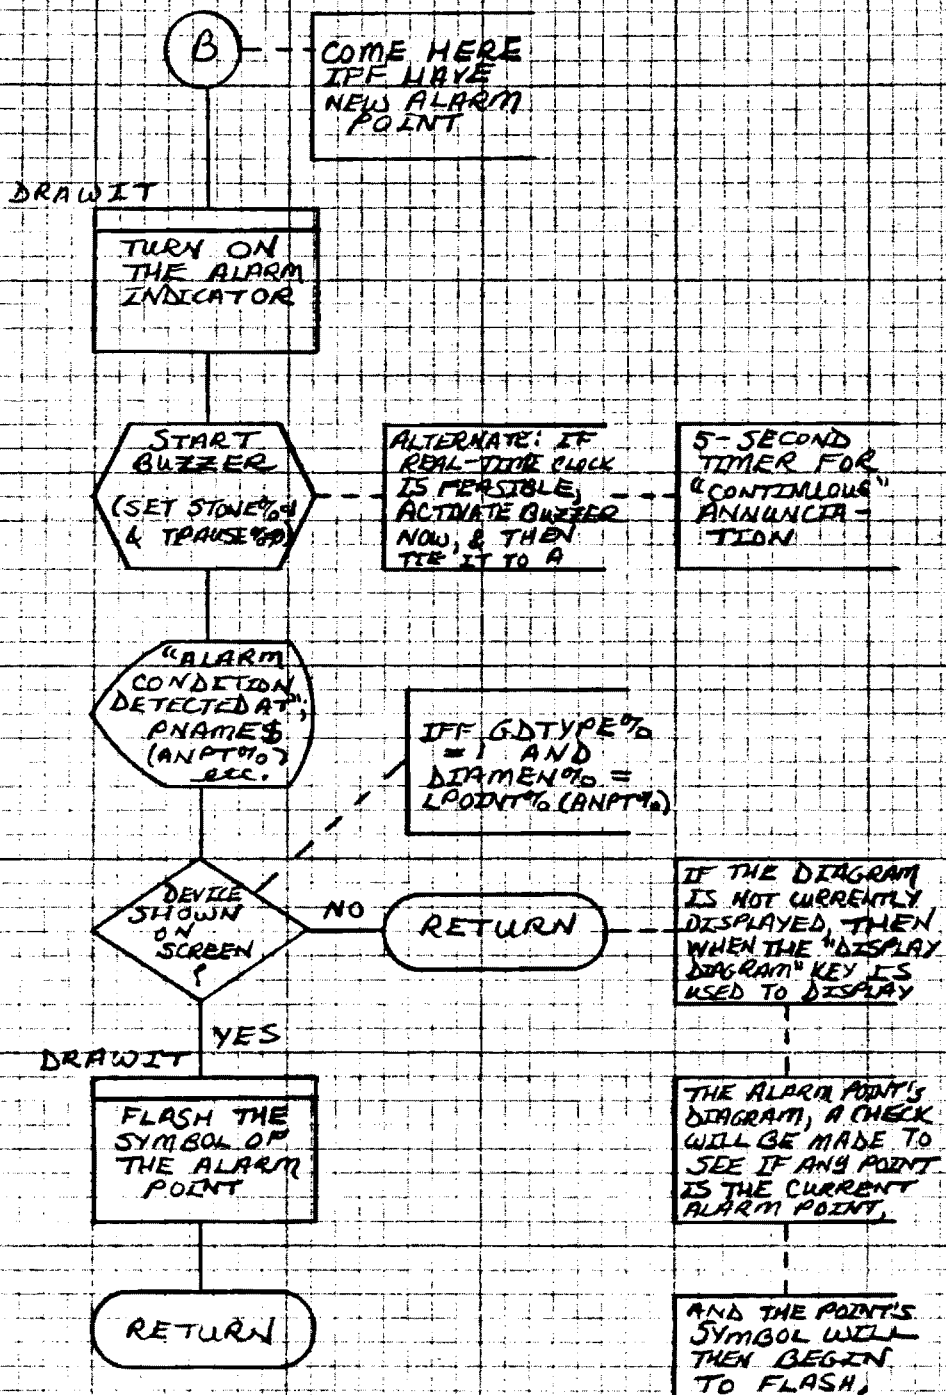 B
COME HERE
IFF HAVE
NEW ALARM
POINT
DRAWIT
TURN ON
THE ALARM
INDICATOR
START
BUZZER
(SET
&
ALTERNATE: IF
REAL-TIME CLOCK
IS FEASIBLE,
ACTIVATE BUZZER
NOW, & THEN
TIE IT TO A
5-SECOND
TIMER FOR
"CONTINUOUS"
ANNUNCIA-
TION
"ALARM
CONDITION
DETECTED AT";
PNAME$
(ANPT%)
etc.
IFF GDTYPE%
= 1 AND
DIAMEN% =
LPOINT% (ANPT%)
DEVICE
SHOWN
ON
SCREEN
?
NO
RETURN
IF THE DIAGRAM
IS NOT CURRENTLY
DISPLAYED, THEN
WHEN THE "DISPLAY
DIAGRAM" KEY IS
USED TO DISPLAY
YES
DRAWIT
FLASH THE
SYMBOL OF
THE ALARM
POINT
THE ALARM POINT'S
DIAGRAM, A CHECK
WILL BE MADE TO
SEE IF ANY POINT
IS THE CURRENT
ALARM POINT,
RETURN
AND THE POINT'S
SYMBOL WILL
THEN BEGIN
TO FLASH.